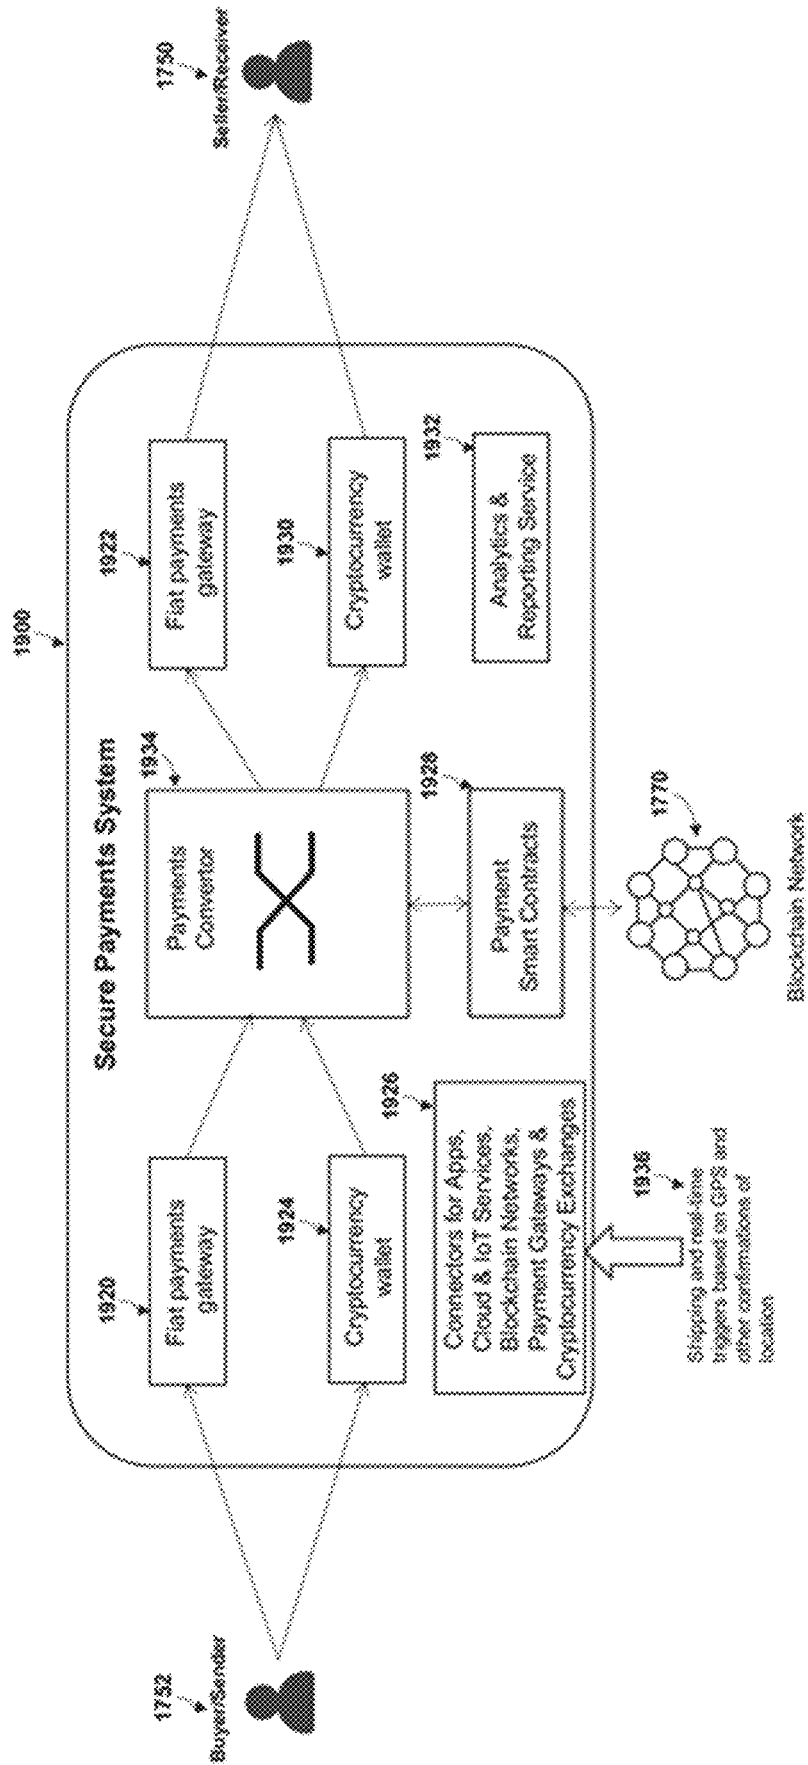 1900
Secure Payments System
1752
Buyer/Sender
1920
Fiat payments
gateway
1924
Cryptocurrency
wallet
1934
Payments
Convertor
1922
Fiat payments
gateway
1930
Cryptocurrency
wallet
1750
Seller/Receiver
1926
Connectors for Apps,
Cloud & IoT Services,
Blockchain Networks,
Payment Gateways &
Cryptocurrency Exchanges
1928
Payment
Smart Contracts
1932
Analytics &
Reporting Service
1936
Shipping and real-time
triggers based on GPS and
other confirmations of
location
1770
Blockchain Network